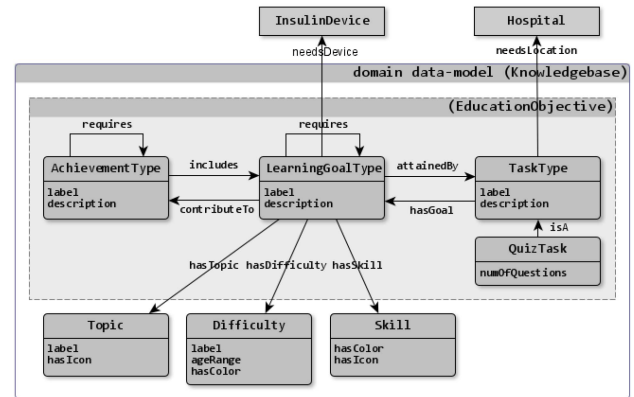 InsulinDevice
Hospital
needsDevice
needsLocation
domain data-model (Knowledgebase)
(EducationObjective)
requires
requires
AchievementType
label
description
includes
contributeTo
LearningGoalType
label
description
attainedBy
hasGoal
TaskType
label
description
isA
QuizTask
numOfQuestions
hasTopic
hasDifficulty
hasSkill
Topic
label
hasIcon
Difficulty
label
ageRange
hasColor
Skill
hasColor
hasIcon